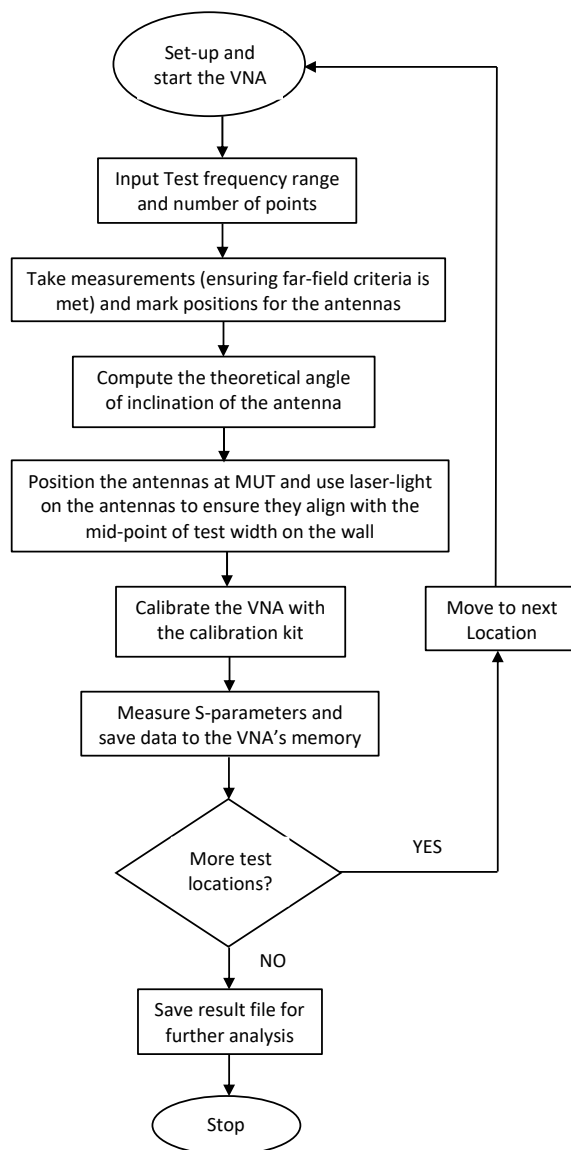 Set-up and
start the VNA
Input Test frequency range
and number of points
Take measurements (ensuring far-field criteria is
met) and mark positions for the antennas
Compute the theoretical angle
of inclination of the antenna
Position the antennas at MUT and use laser-light
on the antennas to ensure they align with the
mid-point of test width on the wall
Calibrate the VNA with
the calibration kit
Move to next
Location
Measure S-parameters and
save data to the VNA's memory
More test
locations?
YES
NO
Save result file for
further analysis
Stop